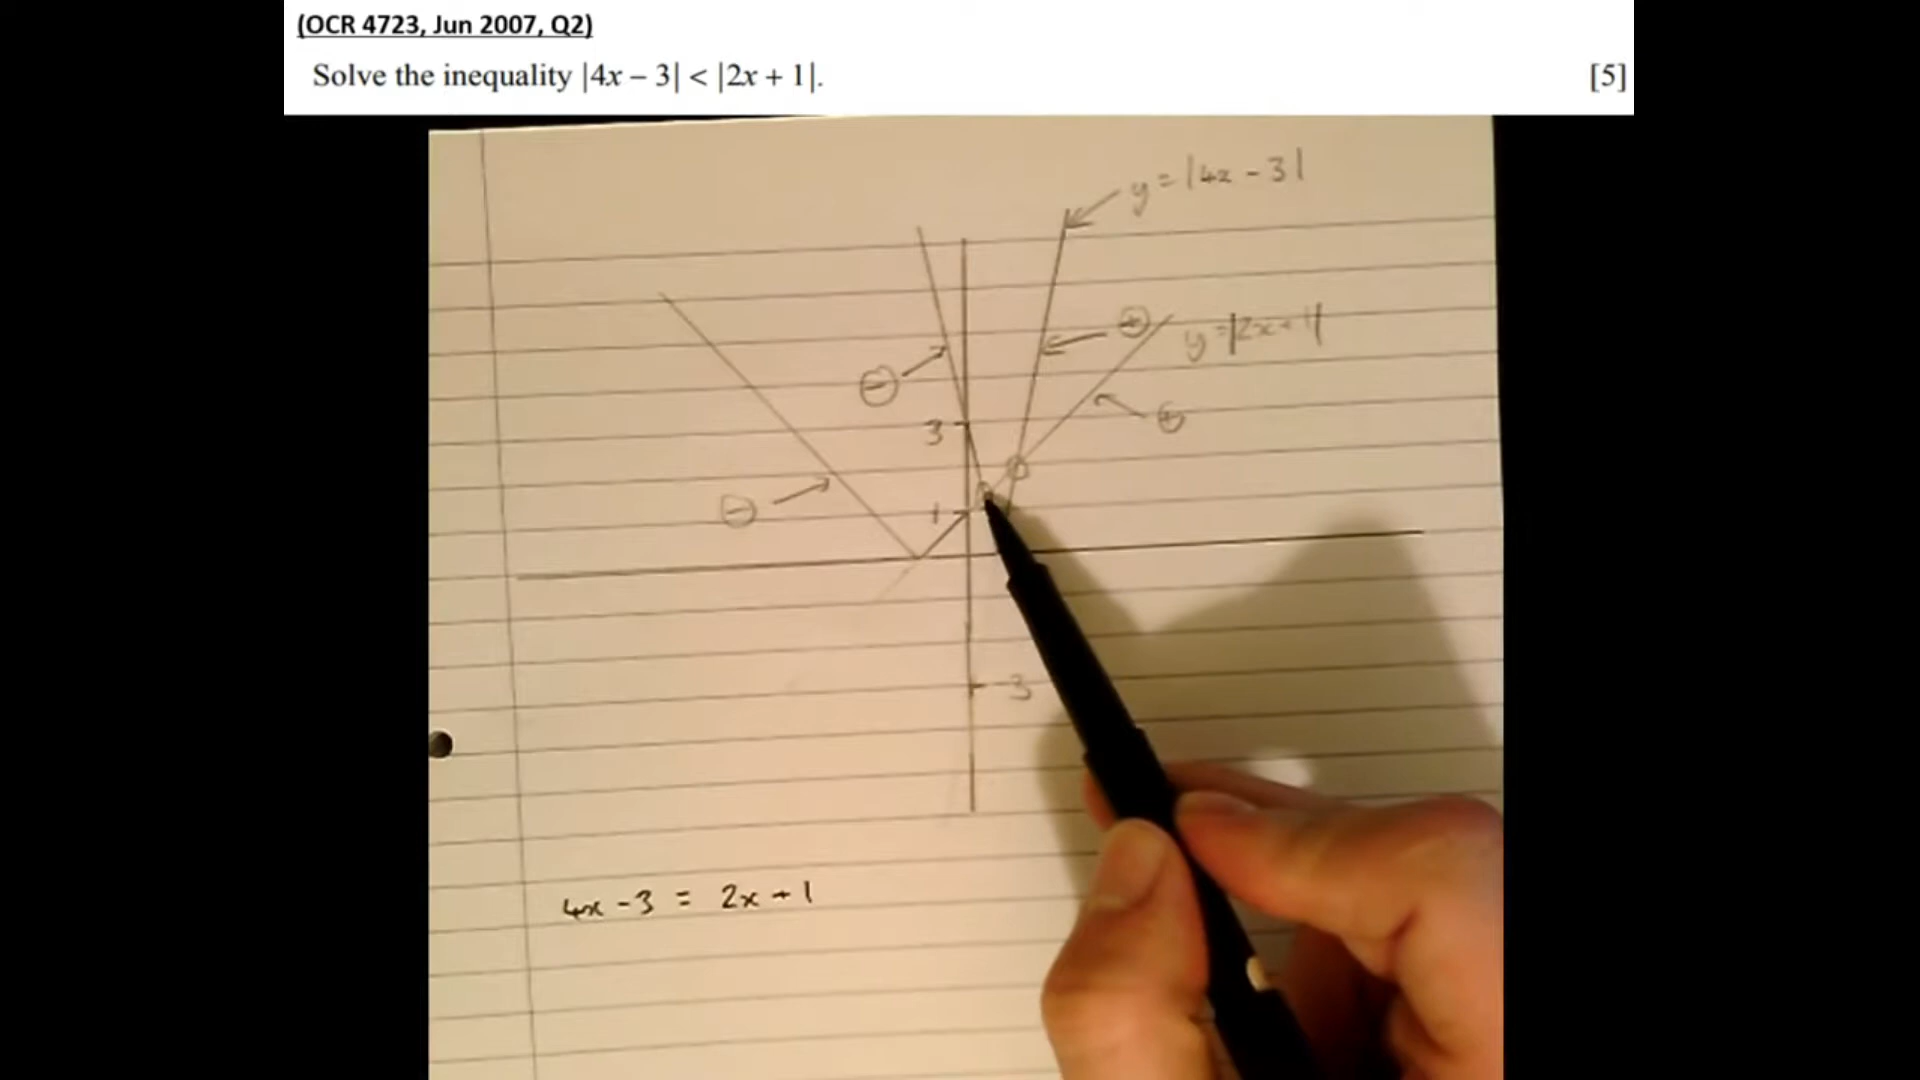 (OCR 4723, Jun 2007, Q2)
Solve the inequality |4x − 3| < |2x + 1|. [5]
y = |4x - 3|
+
y = |2x + 1|
−
3
+
−
1
-3
4x - 3 = 2x + 1